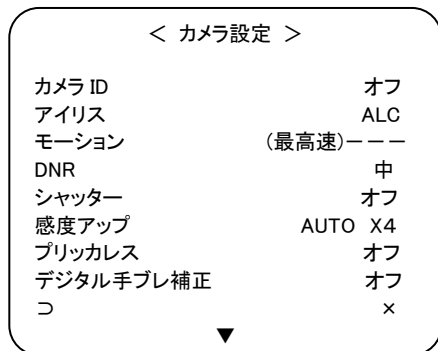 < カメラ設定 >
カメラ ID オフ
アイリス ALC
モーション (最高速)−−−
DNR 中
シャッター オフ
感度アップ AUTO X4
プリッカレス オフ
デジタル手ブレ補正 オフ
⊃ ×
▼